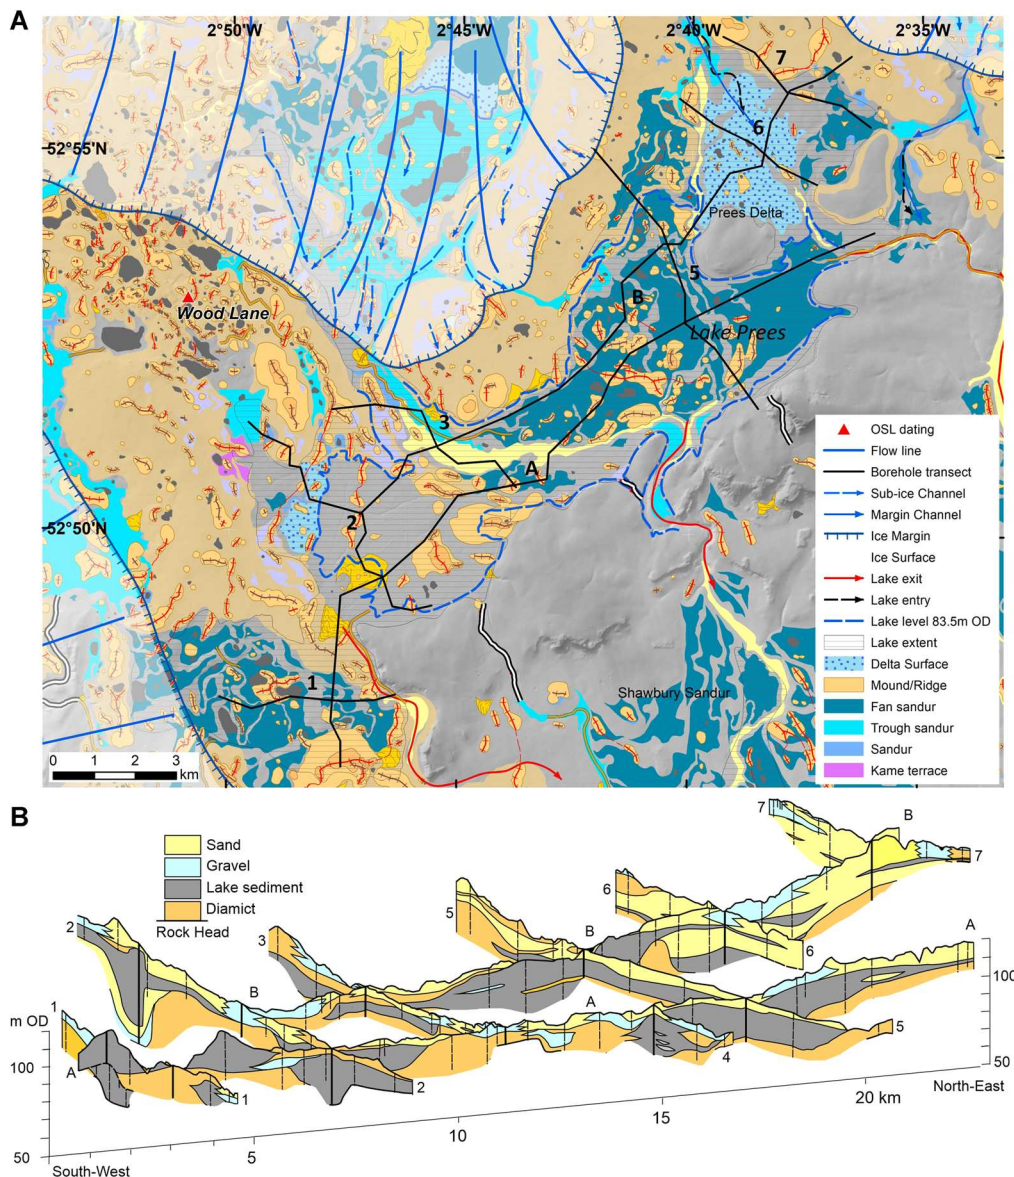 A
2°50'W
2°45'W
2°40'W
2°35'W
7
52°55'N
6
Prees Delta
5
B
Wood Lane
Lake Prees
3
A
52°50'N
2
1
Shawbury Sandur
0 1 2 3
km
OSL dating
Flow line
Borehole transect
Sub-ice Channel
Margin Channel
Ice Margin
Ice Surface
Lake exit
Lake entry
Lake level 83.5m OD
Lake extent
Delta Surface
Mound/Ridge
Fan sandur
Trough sandur
Sandur
Kame terrace
B
Sand
Gravel
Lake sediment
Diamict
Rock Head
7
B
7
6
5
B
6
A
2
3
B
A
100
1
m OD
5
4
50
100
A
2
1
North-East
20 km
15
10
5
50
South-West